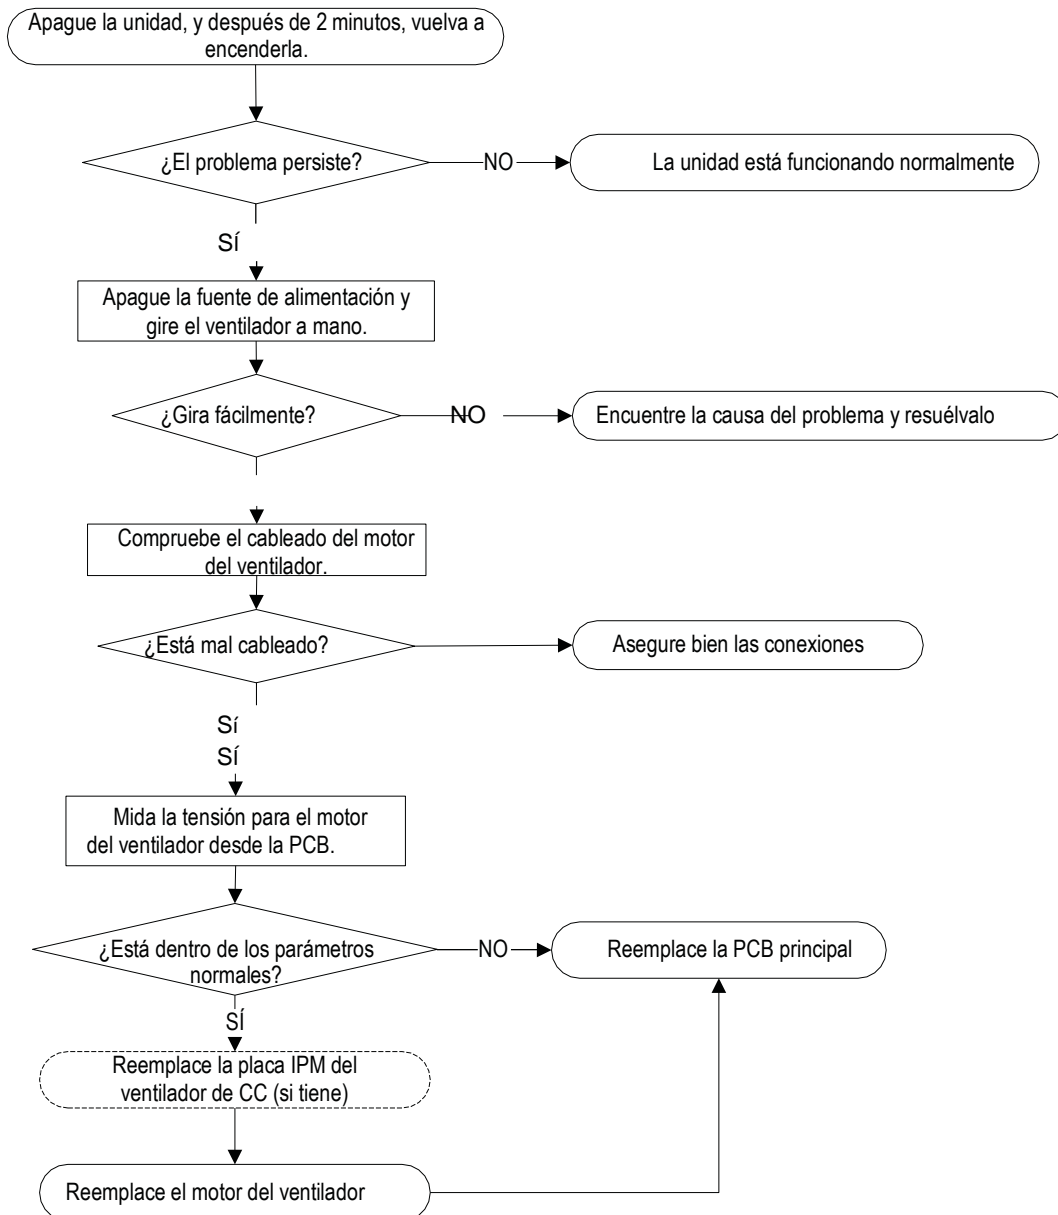 Apague la unidad, y después de 2 minutos, vuelva a
encenderla.
¿El problema persiste?
NO
La unidad está funcionando normalmente
SÍ
Apague la fuente de alimentación y
gire el ventilador a mano.
¿Gira fácilmente?
NO
Encuentre la causa del problema y resuélvalo
Compruebe el cableado del motor
del ventilador.
¿Está mal cableado?
Asegure bien las conexiones
Sí
SÍ
Mida la tensión para el motor
del ventilador desde la PCB.
¿Está dentro de los parámetros
normales?
NO
Reemplace la PCB principal
SÍ
Reemplace la placa IPM del
ventilador de CC (si tiene)
Reemplace el motor del ventilador